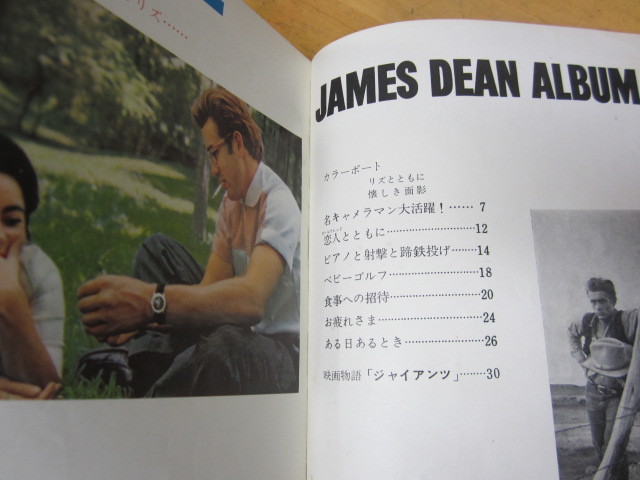 リズ……
JAMES DEAN ALBUM
カラーポート
リズとともに
懐しき面影
名キャメラマン大活躍！……7
恋人とともに……………………12
ピアノと射撃と蹄鉄投げ……14
ベビーゴルフ……………………18
食事への招待……………………20
お疲れさま………………………24
ある日あるとき…………………26
映画物語「ジャイアンツ」………30